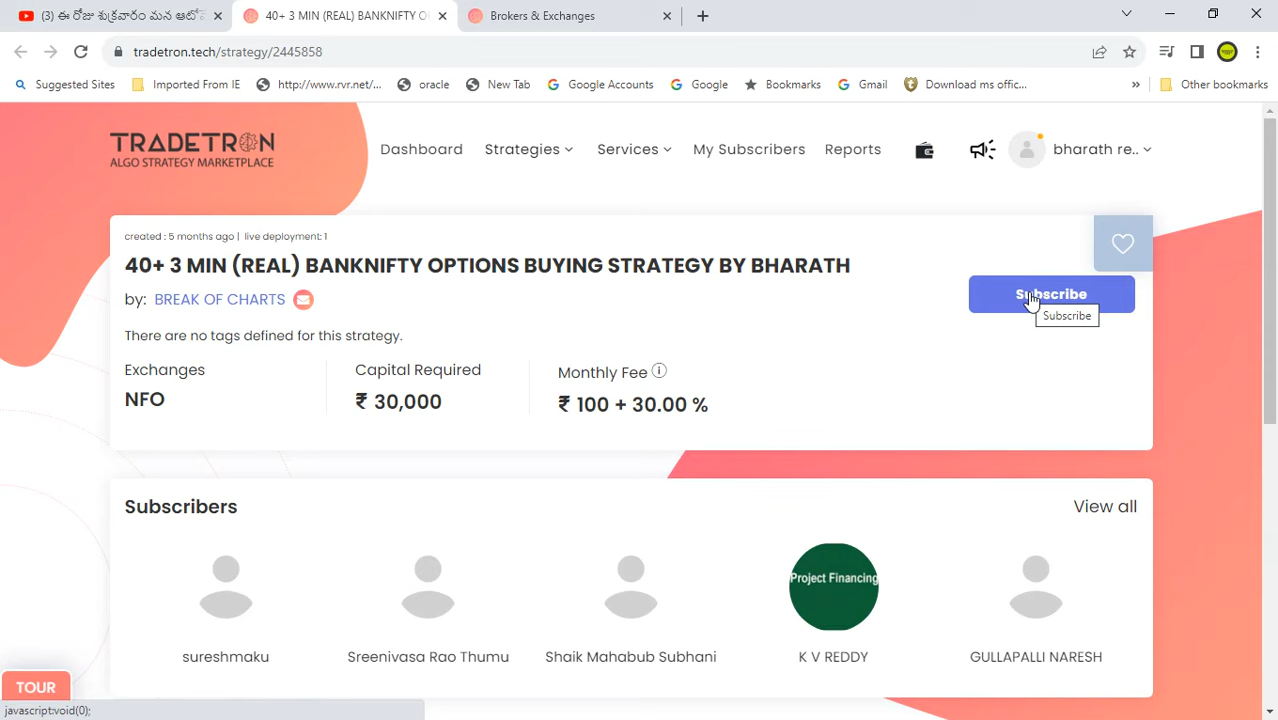 (3) ఈ రోజు శుక్రవారం మన ఆటో
40+ 3 MIN (REAL) BANKNIFTY O
Brokers & Exchanges
tradetron.tech/strategy/2445858
Suggested Sites
Imported From IE
http://www.rvr.net/...
oracle
New Tab
Google Accounts
Google
Bookmarks
Gmail
Download ms offic...
»
Other bookmarks
TRADETRON
ALGO STRATEGY MARKETPLACE
Dashboard
Strategies
Services
My Subscribers
Reports
bharath re..
created : 5 months ago | live deployment: 1
40+ 3 MIN (REAL) BANKNIFTY OPTIONS BUYING STRATEGY BY BHARATH
by: BREAK OF CHARTS
Subscribe
Subscribe
There are no tags defined for this strategy.
Exchanges
Capital Required
Monthly Fee
NFO
₹ 30,000
₹ 100 + 30.00 %
Subscribers
View all
Project Financing
sureshmaku
Sreenivasa Rao Thumu
Shaik Mahabub Subhani
K V REDDY
GULLAPALLI NARESH
TOUR
javascript:void(0);